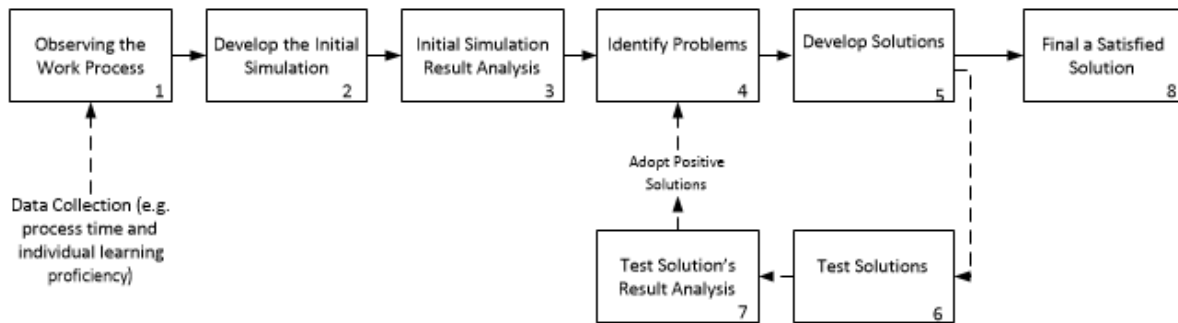 Observing the
Work Process
1
Develop the Initial
Simulation
2
Initial Simulation
Result Analysis
3
Identify Problems
4
Develop Solutions
5
Final a Satisfied
Solution
8
Data Collection (e.g.
process time and
individual learning
proficiency)
Adopt Positive
Solutions
Test Solution's
Result Analysis
7
Test Solutions
6